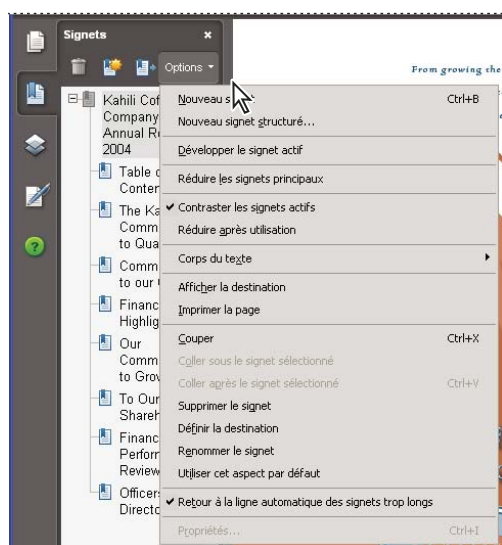 Signets
Options
From growing the
Kahili Cof
Company
Annual Re
2004
Table o
Conter
The Ka
Comm
to Qua
Comm
to our
Financ
Highlig
Our
Comm
to Grow
To Our
Shareh
Financ
Perforr
Review
Officer
Directo
Nouveau Ctrl+B
Nouveau signet structuré...
Développer le signet actif
Réduire les signets principaux
Contraster les signets actifs
Réduire après utilisation
Corps du texte
Afficher la destination
Imprimer la page
Couper Ctrl+X
Coller sous le signet sélectionné
Coller après le signet sélectionné Ctrl+V
Supprimer le signet
Définir la destination
Renommer le signet
Utiliser cet aspect par défaut
Retour à la ligne automatique des signets trop longs
Propriétés... Ctrl+I